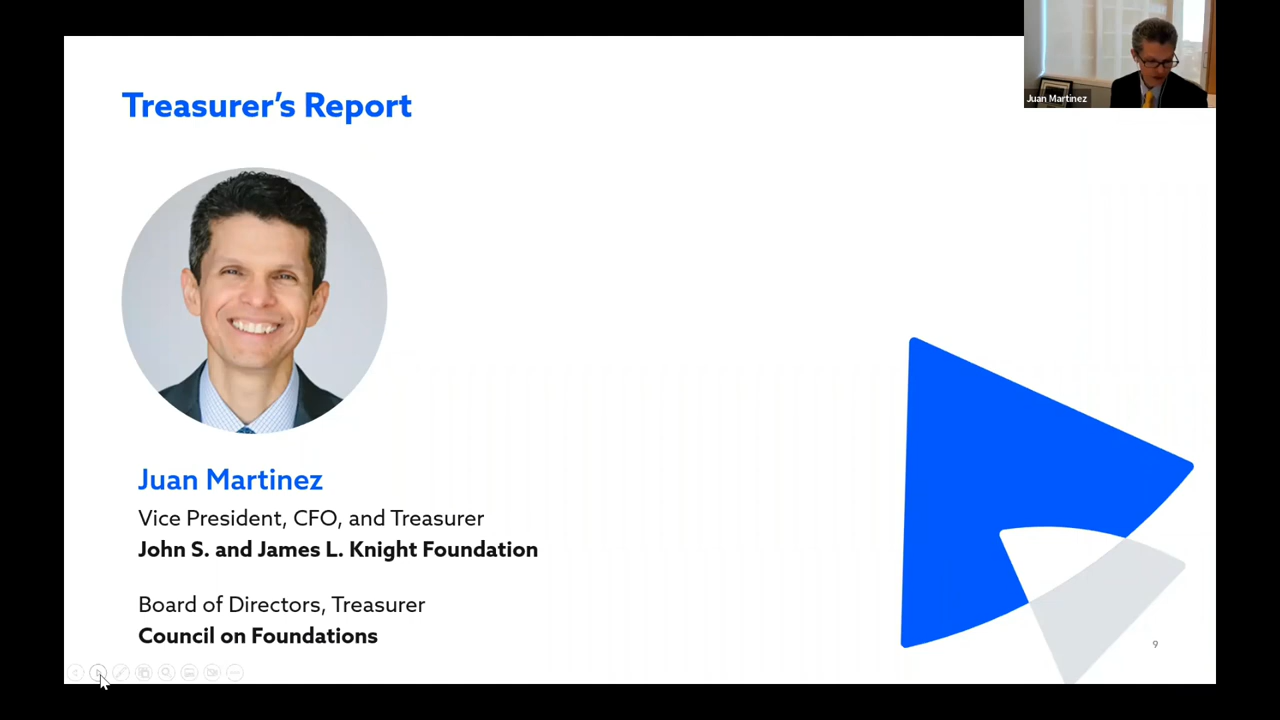 Treasurer's Report
Juan Martinez
Juan Martinez
Vice President, CFO, and Treasurer
John S. and James L. Knight Foundation
Board of Directors, Treasurer
Council on Foundations
9